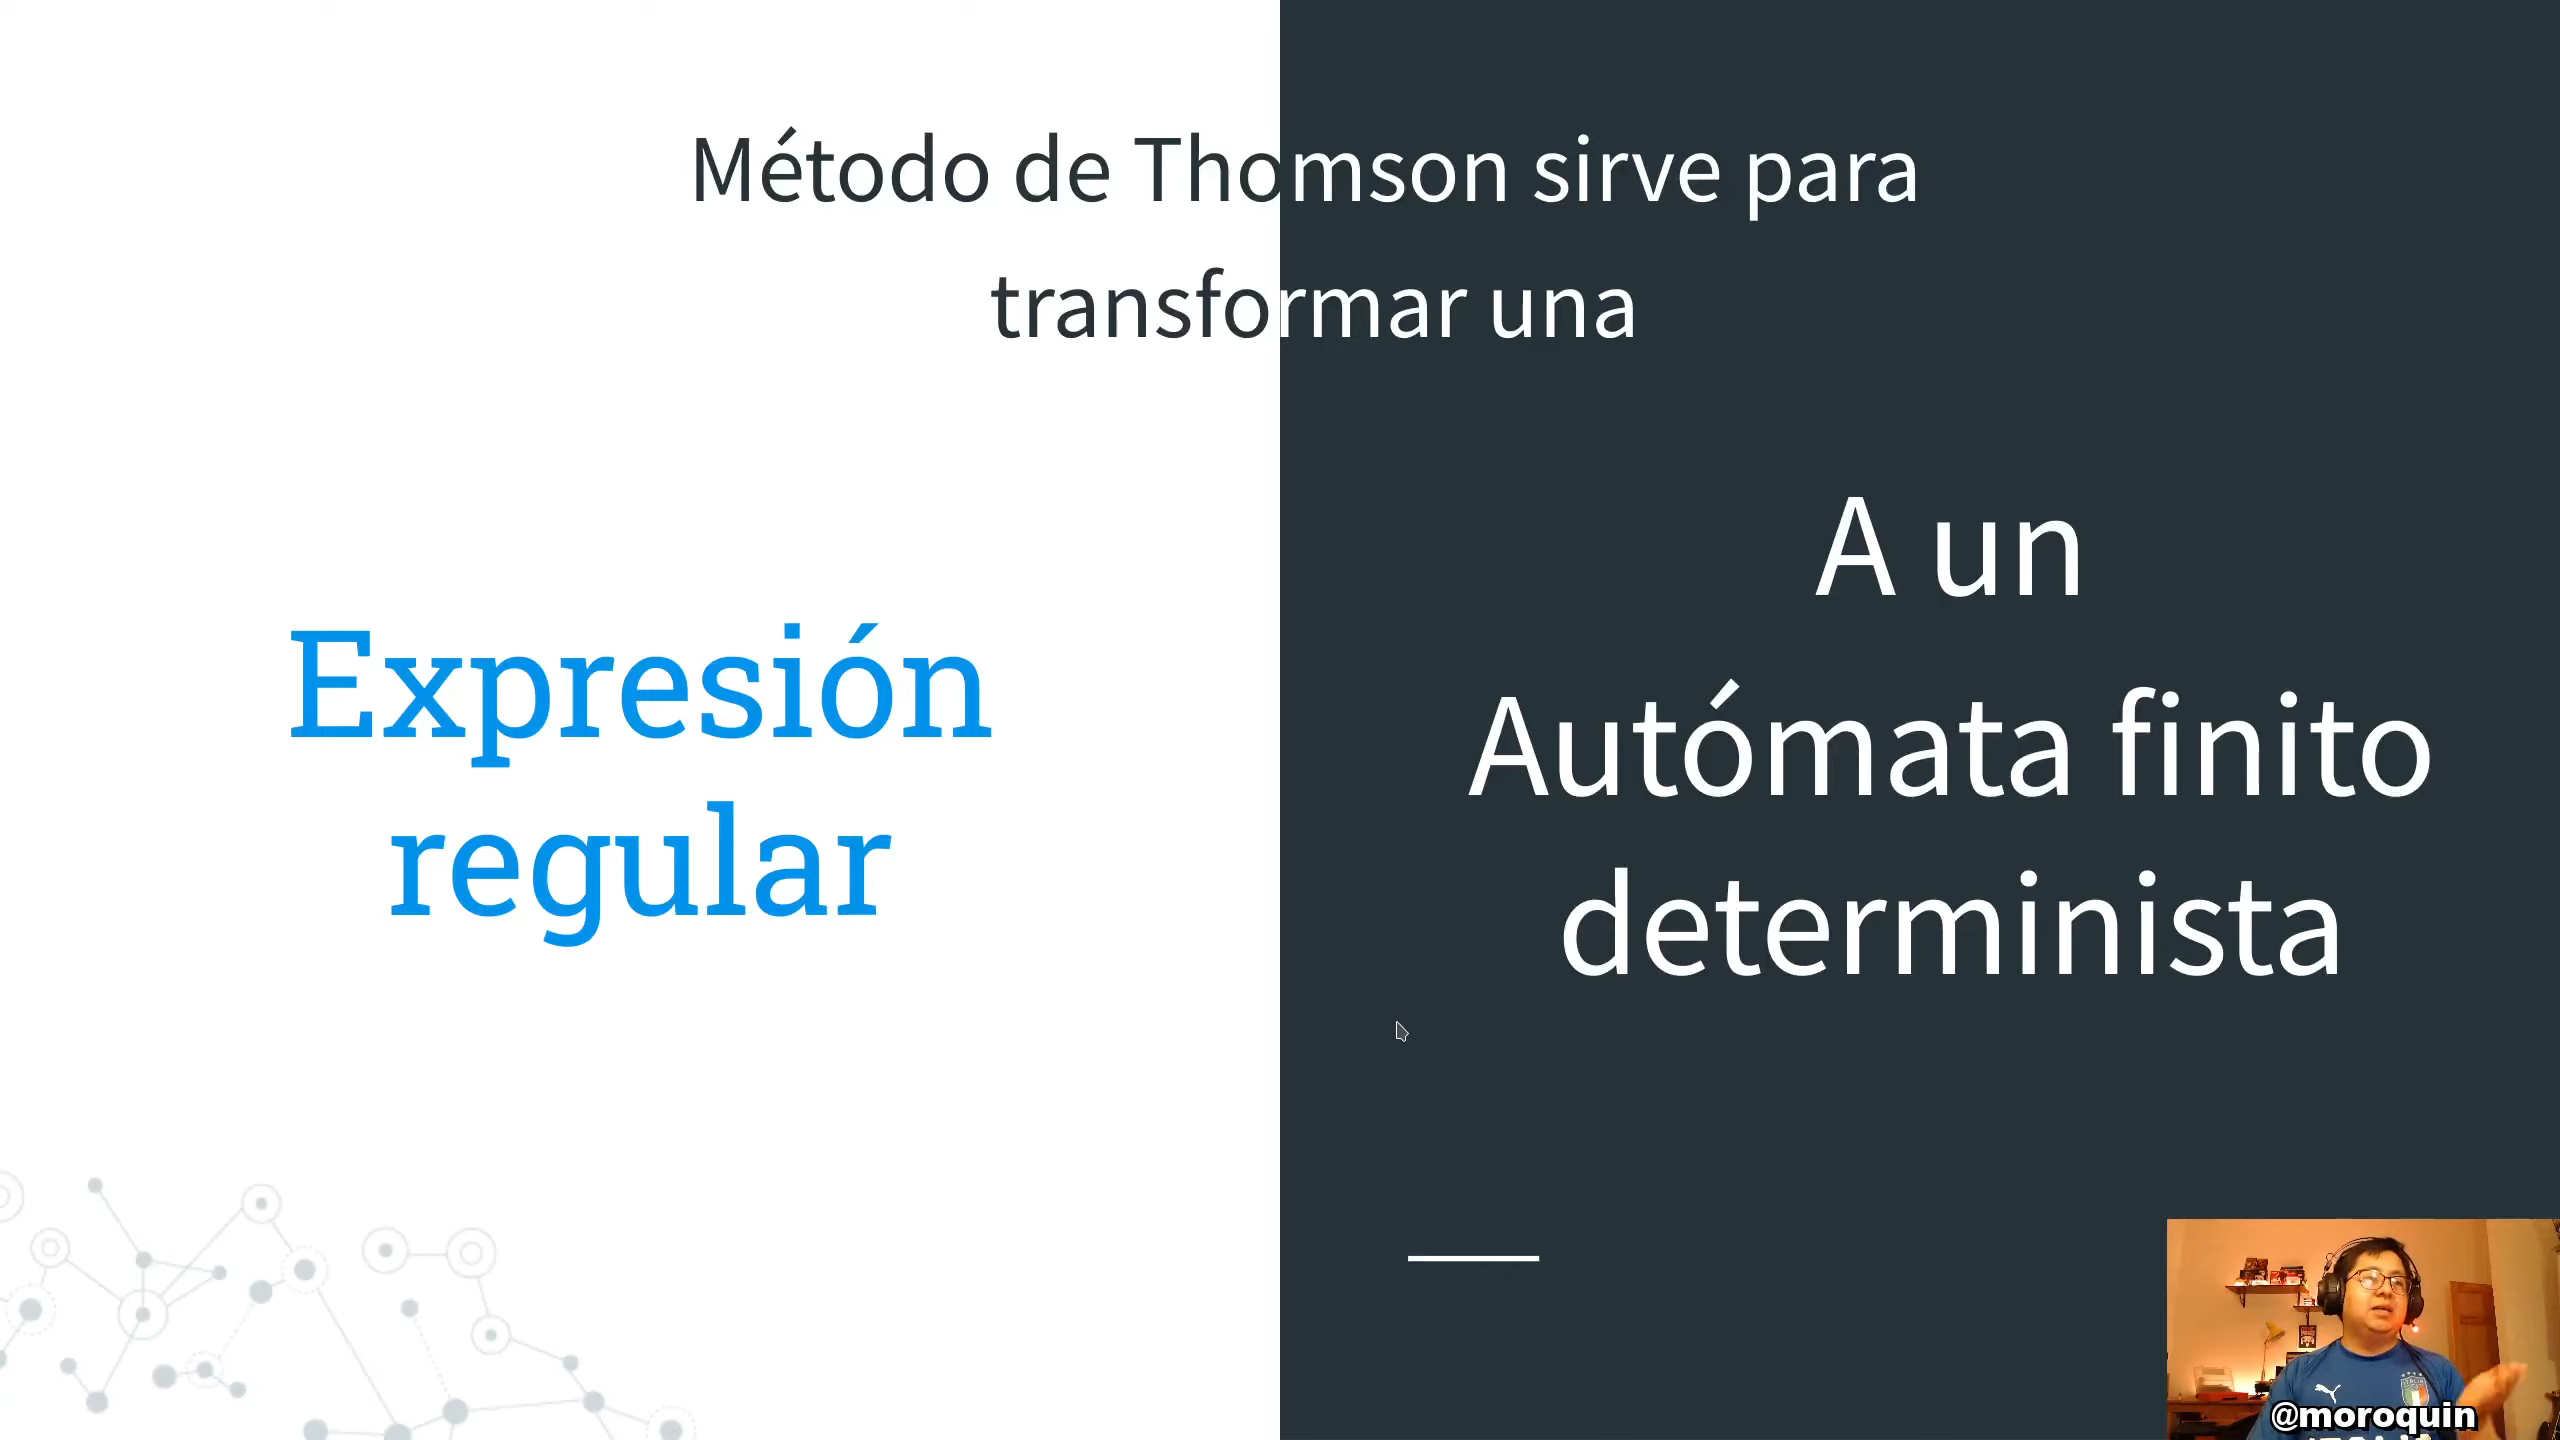 Método de Thomson sirve para
transformar una
Expresión
regular
A un
Autómata finito
determinista
@moroquin